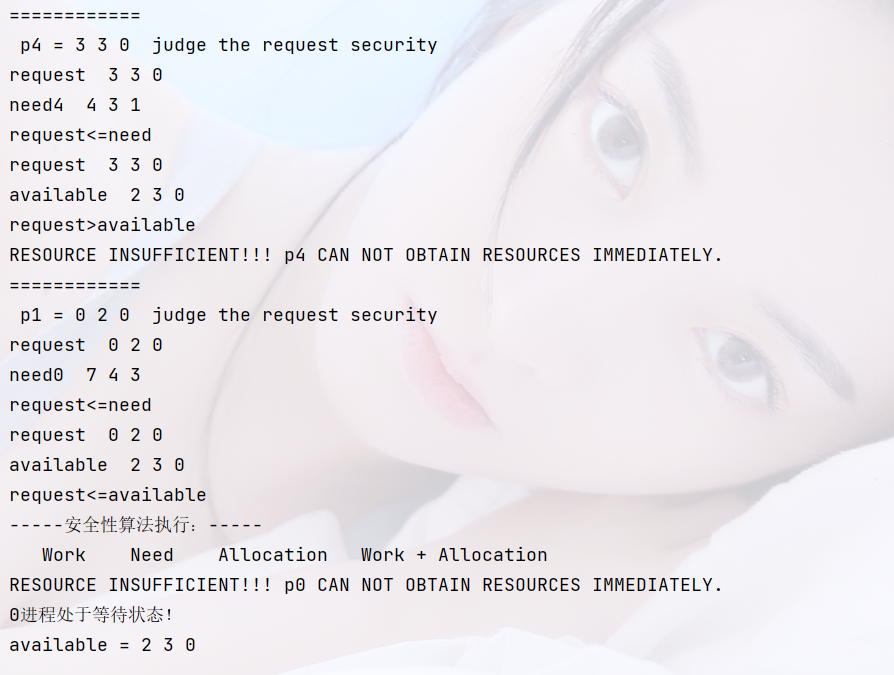 ============
p4 = 3 3 0  judge the request security
request  3 3 0
need4  4 3 1
request<=need
request  3 3 0
available  2 3 0
request>available
RESOURCE INSUFFICIENT!!! p4 CAN NOT OBTAIN RESOURCES IMMEDIATELY.
============
p1 = 0 2 0  judge the request security
request  0 2 0
need0  7 4 3
request<=need
request  0 2 0
available  2 3 0
request<=available
-----安全性算法执行：-----
Work    Need    Allocation   Work + Allocation
RESOURCE INSUFFICIENT!!! p0 CAN NOT OBTAIN RESOURCES IMMEDIATELY.
0进程处于等待状态！
available = 2 3 0